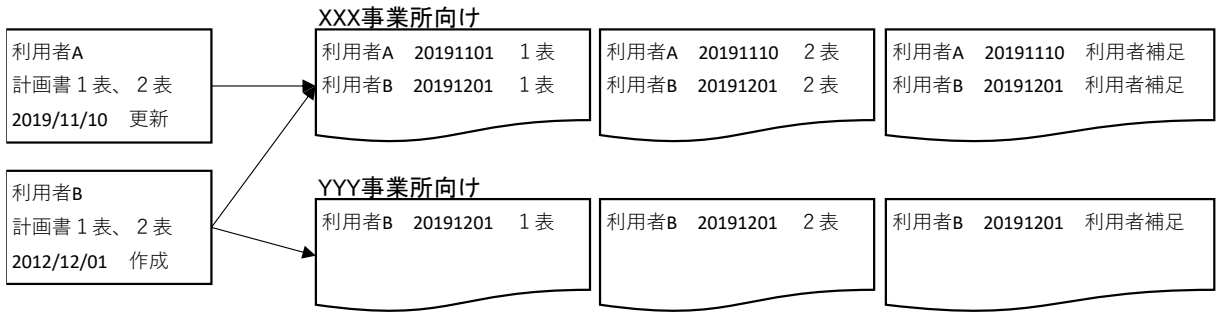 利用者A
計画書１表、２表
2019/11/10　更新
利用者B
計画書１表、２表
2012/12/01　作成
XXX事業所向け
利用者A　20191101　１表
利用者B　20191201　１表
利用者A　20191110　２表
利用者B　20191201　２表
利用者A　20191110　利用者補足
利用者B　20191201　利用者補足
YYY事業所向け
利用者B　20191201　１表
利用者B　20191201　２表
利用者B　20191201　利用者補足